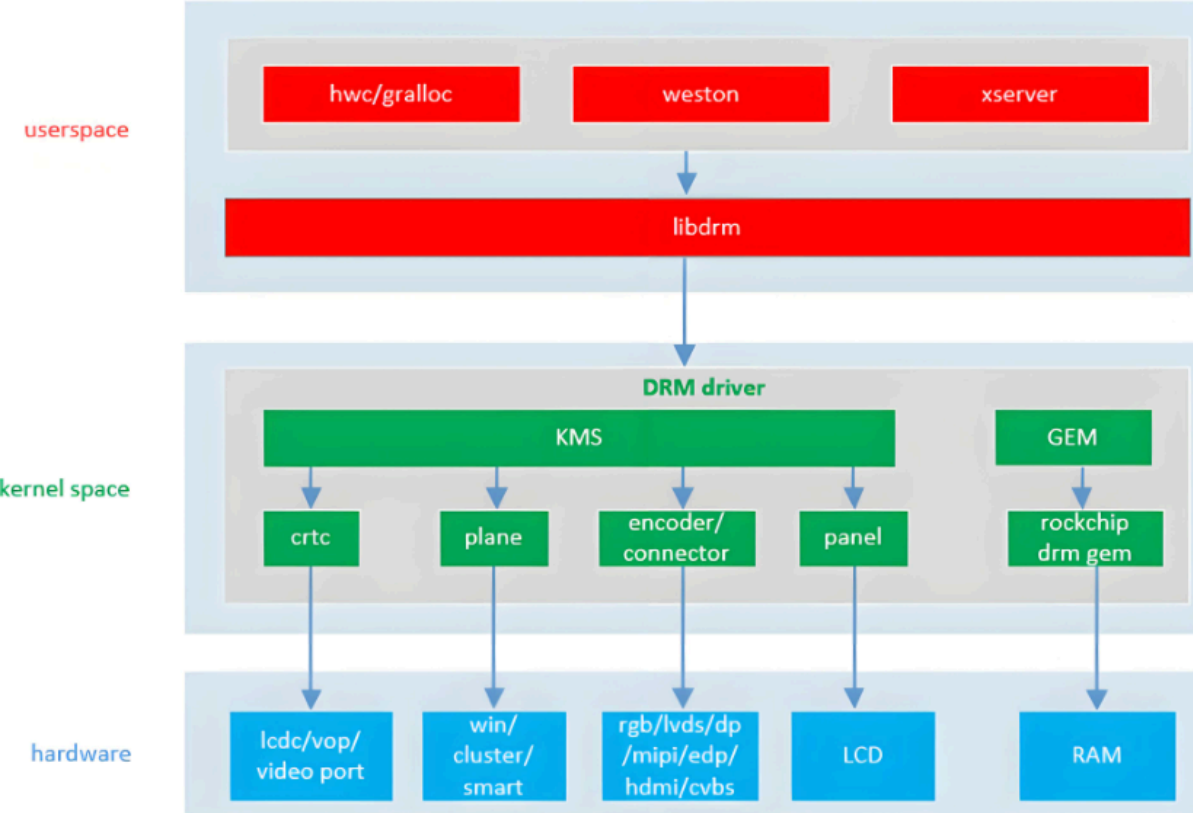 hwc/gralloc
weston
xserver
userspace
libdrm
DRM driver
KMS
GEM
kernel space
crtc
plane
encoder/
connector
panel
rockchip
drm gem
hardware
lcdc/vop/
video port
win/
cluster/
smart
rgb/lvds/dp
/mipi/edp/
hdmi/cvbs
LCD
RAM